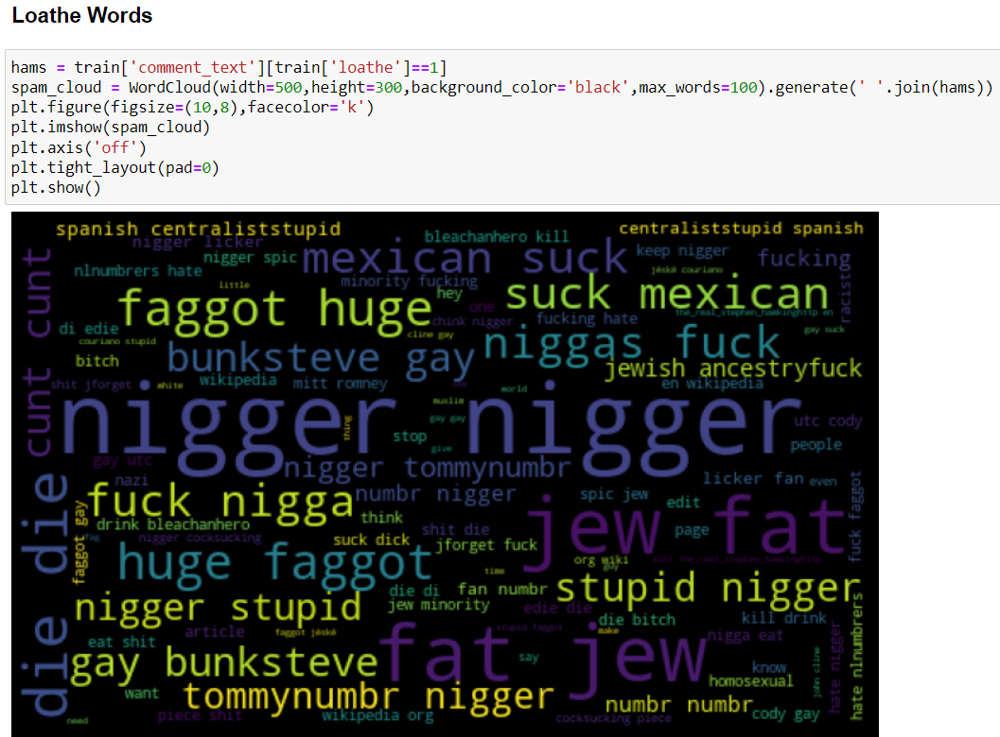 Loathe Words
hams = train['comment_text'][train['loathe']==1]
spam_cloud = WordCloud(width=500,height=300,background_color='black',max_words=100).generate(' '.join(hams))
plt.figure(figsize=(10,8),facecolor='k')
plt.imshow(spam_cloud)
plt.axis('off')
plt.tight_layout(pad=0)
plt.show()
spanish centraliststupid
centraliststupid spanish
bleachanhero kill
nigger licker
nigger spic
mexican suck
keep nigger
fucking
nlnumbers hate
jéské couriano
minority fucking
little
hey
suck mexican
racistos
cunt cunt
faggot huge
one
chink nigger
fucking hate
di edie
cline gay
gay suck
couriano stupid
niggas fuck
bitch
bunksteve gay
jewish ancestryfuck
shit jforget
white
wikipedia
mitt romney
world
en wikipedia
muslim
nigger nigger
thing
gay gay
utc cody
stop
give
people
gay utc
nigger tommynumbr
nazi
licker fan
even
fuck nigga
numbr nigger
spic jew
edit
jew fat
fuck faggot
die die
faggot gay
drink bleachanhero
think
shit die
page
fag
nigger cocksucking
suck dick
jforget fuck
huge faggot
org wiki
guy
time
die di
fan numbr
stupid nigger
nigger stupid
jew minority
edie die
die bitch
kill drink
article
faggot jéské
stupid faggot
make
nigga eat
eat shit
fat jew
say
know
gay bunksteve
homosexual
john cline
hate nigger
hate nlnumbrers
want
tommynumbr nigger
numbr numbr
need
piece shit
wikipedia org
cocksucking piece
cody gay